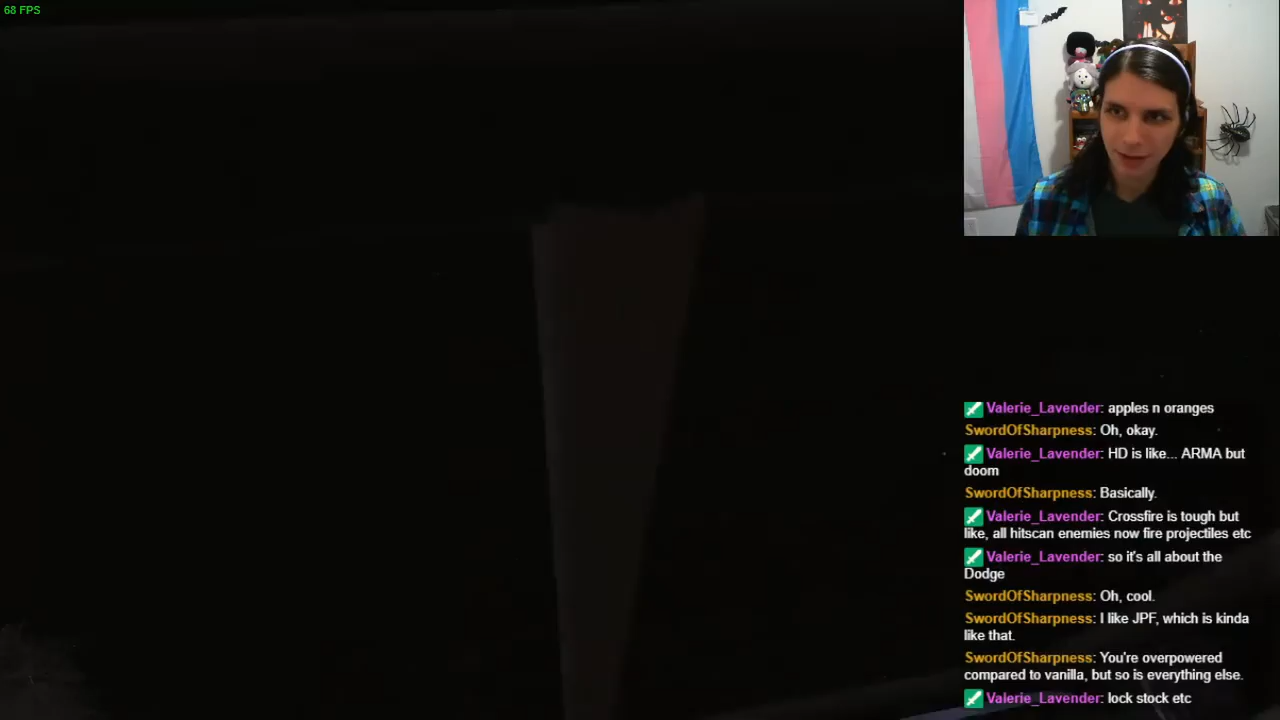 68 FPS
Valerie_Lavender: apples n oranges
SwordOfSharpness: Oh, okay.
Valerie_Lavender: HD is like... ARMA but
doom
SwordOfSharpness: Basically.
Valerie_Lavender: Crossfire is tough but
like, all hitscan enemies now fire projectiles etc
Valerie_Lavender: so it's all about the
Dodge
SwordOfSharpness: Oh, cool.
SwordOfSharpness: I like JPF, which is kinda
like that.
SwordOfSharpness: You're overpowered
compared to vanilla, but so is everything else.
Valerie_Lavender: lock stock etc